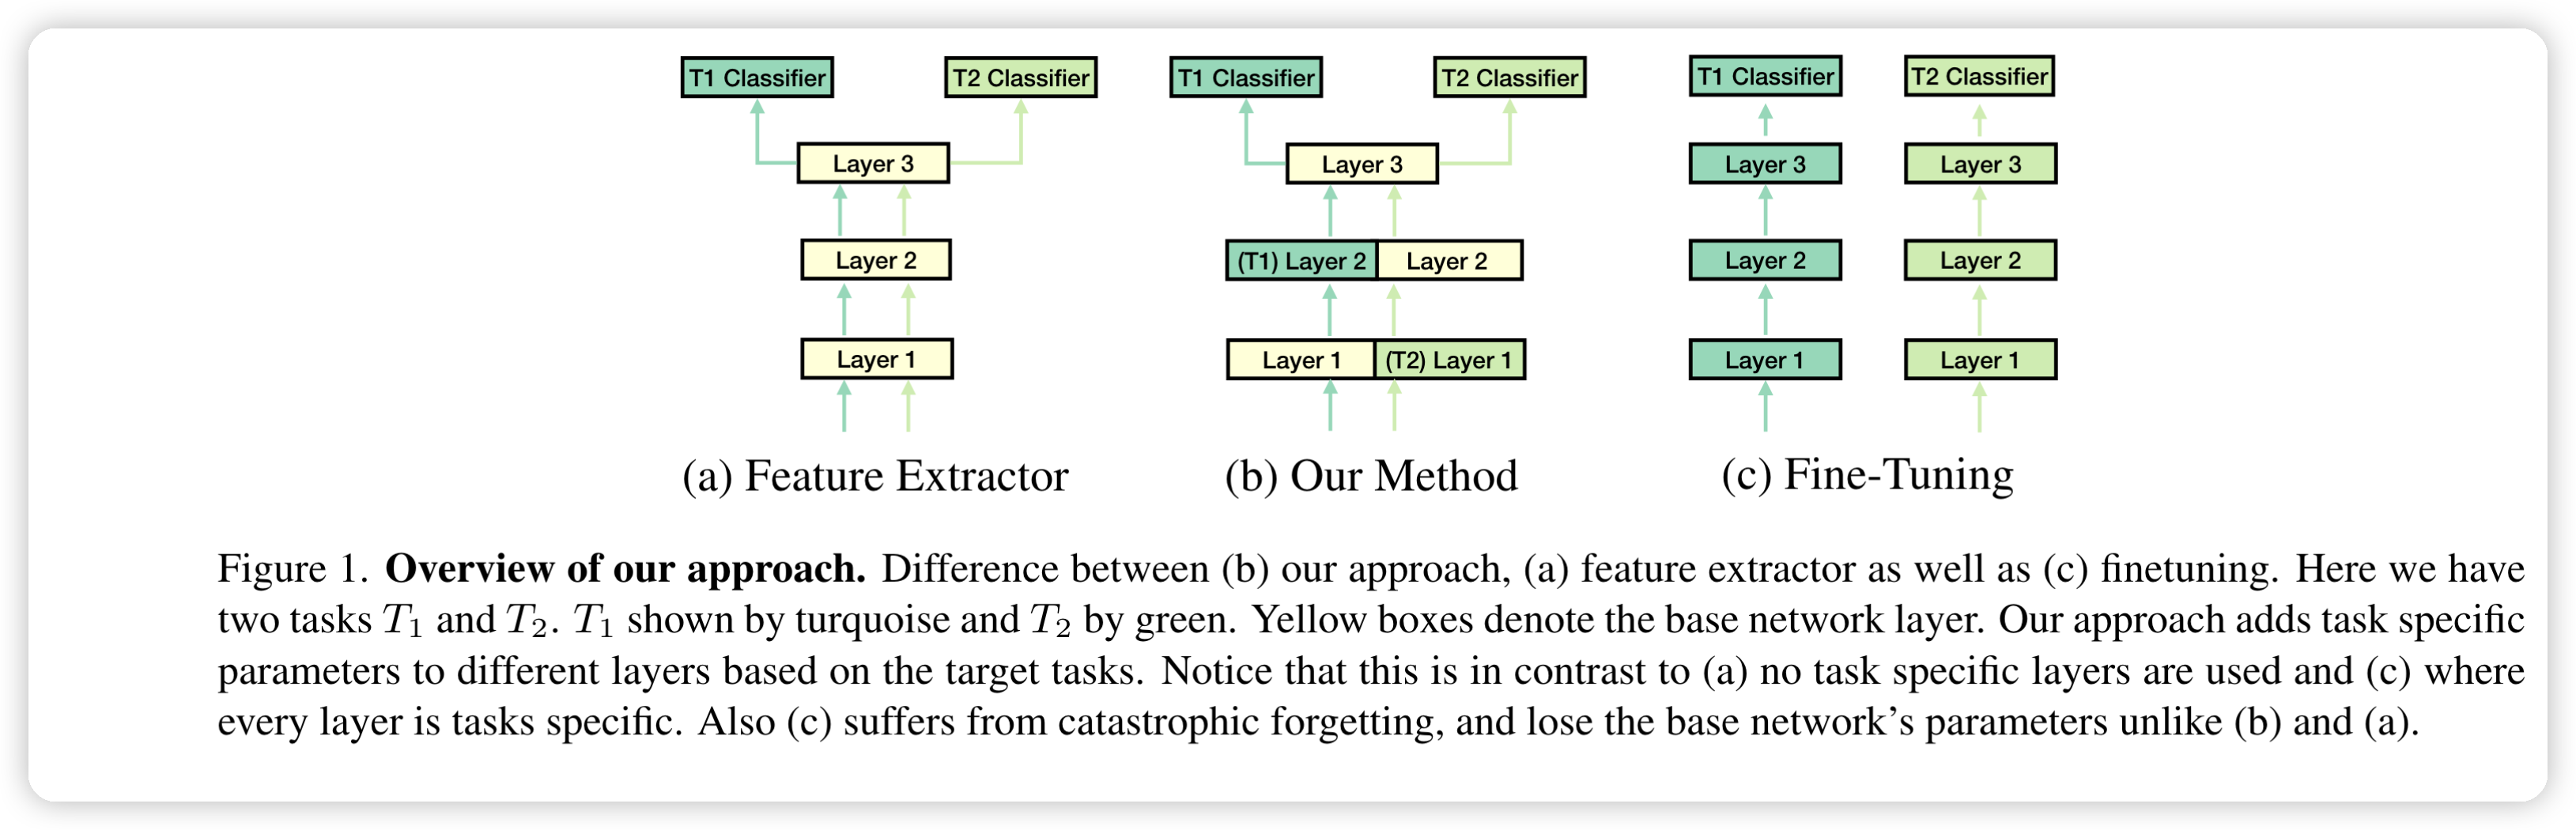 T1 Classifier T2 Classifier T1 Classifier T2 Classifier T1 Classifier T2 Classifier
Layer 3 Layer 3 Layer 3 Layer 3
Layer 2 (T1) Layer 2 Layer 2 Layer 2 Layer 2
Layer 1 Layer 1 (T2) Layer 1 Layer 1 Layer 1
(a) Feature Extractor (b) Our Method (c) Fine-Tuning
Figure 1. Overview of our approach. Difference between (b) our approach, (a) feature extractor as well as (c) finetuning. Here we have
two tasks T1 and T2. T1 shown by turquoise and T2 by green. Yellow boxes denote the base network layer. Our approach adds task specific
parameters to different layers based on the target tasks. Notice that this is in contrast to (a) no task specific layers are used and (c) where
every layer is tasks specific. Also (c) suffers from catastrophic forgetting, and lose the base network's parameters unlike (b) and (a).